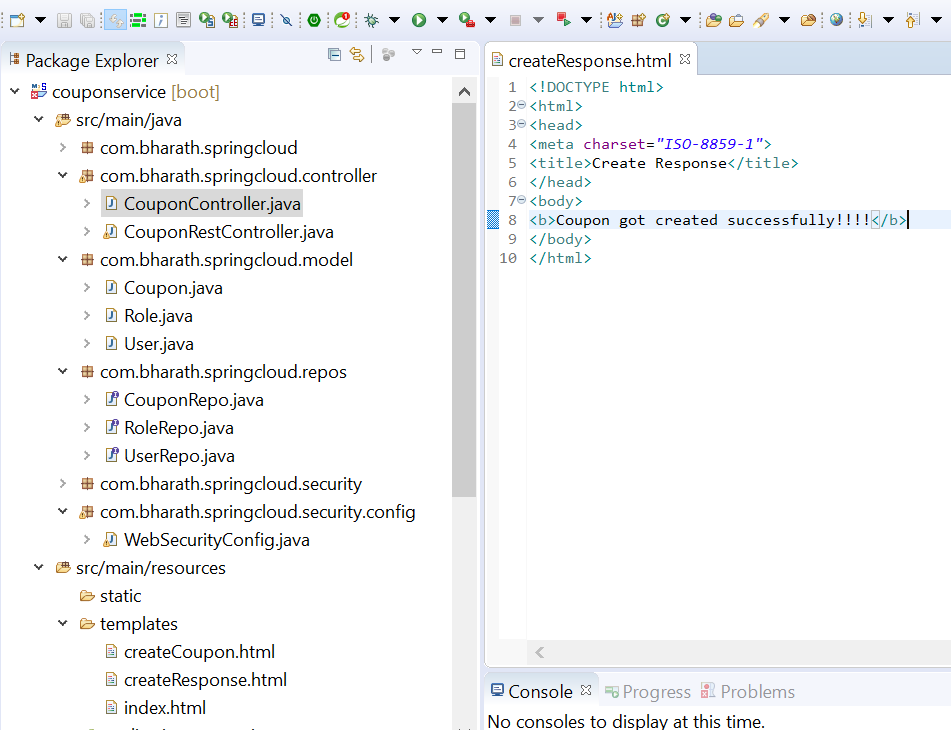 Package Explorer
couponservice [boot]
src/main/java
com.bharath.springcloud
com.bharath.springcloud.controller
CouponController.java
CouponRestController.java
com.bharath.springcloud.model
Coupon.java
Role.java
User.java
com.bharath.springcloud.repos
CouponRepo.java
RoleRepo.java
UserRepo.java
com.bharath.springcloud.security
com.bharath.springcloud.security.config
WebSecurityConfig.java
src/main/resources
static
templates
createCoupon.html
createResponse.html
index.html
createResponse.html
1 <!DOCTYPE html>
2 <html>
3 <head>
4 <meta charset="ISO-8859-1">
5 <title>Create Response</title>
6 </head>
7 <body>
8 <b>Coupon got created successfully!!!!</b>
9 </body>
10 </html>
Console Progress Problems
No consoles to display at this time.